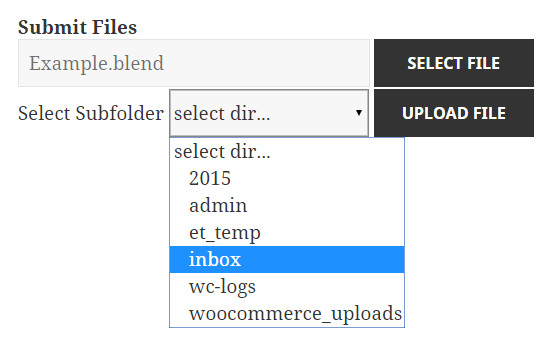 Submit Files
Example.blend SELECT FILE
Select Subfolder select dir... UPLOAD FILE
select dir...
2015
admin
et_temp
inbox
wc-logs
woocommerce_uploads